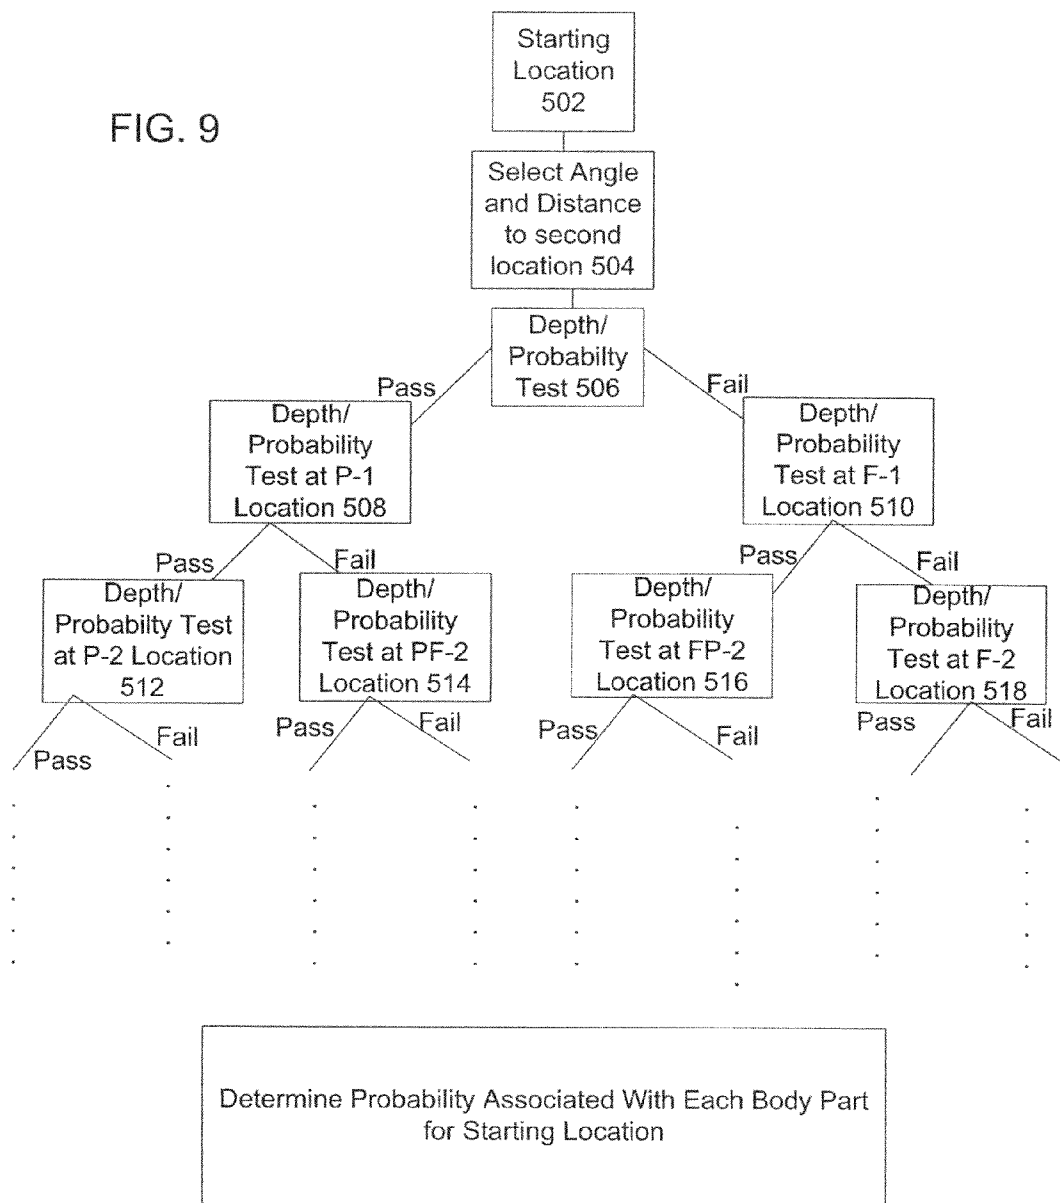 FIG. 9
Starting
Location
502
Select Angle
and Distance
to second
location 504
Depth/
Probabilty
Test 506
Pass
Fail
Depth/
Probability
Test at P-1
Location 508
Depth/
Probability
Test at F-1
Location 510
Pass
Fail
Pass
Fail
Depth/
Probabilty Test
at P-2 Location
512
Depth/
Probability
Test at PF-2
Location 514
Depth/
Probability
Test at FP-2
Location 516
Depth/
Probability
Test at F-2
Location 518
Pass
Fail
Pass
Fail
Pass
Fail
Pass
Fail
Determine Probability Associated With Each Body Part
for Starting Location